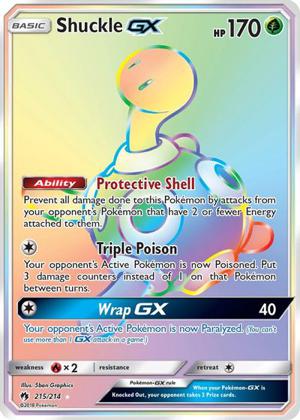 BASIC Shuckle GX HP170
Ability Protective Shell
Prevent all damage done to this Pokémon by attacks
from your opponent's Pokémon that have 2 or fewer Energy
attached to them.
Triple Poison
Your opponent's Active Pokémon is now Poisoned. Put
3 damage counters instead of 1 on that Pokémon
between turns.
Wrap GX 40
Your opponent's Active Pokémon is now Paralyzed. (You can't
use more than 1 GX attack in a game.)
weakness ×2 resistance retreat
Illus. 5ban Graphics
215/214
©2018 Pokémon
Pokémon-GX rule
When your Pokémon-GX is
Knocked Out, your opponent takes 2 Prize cards.